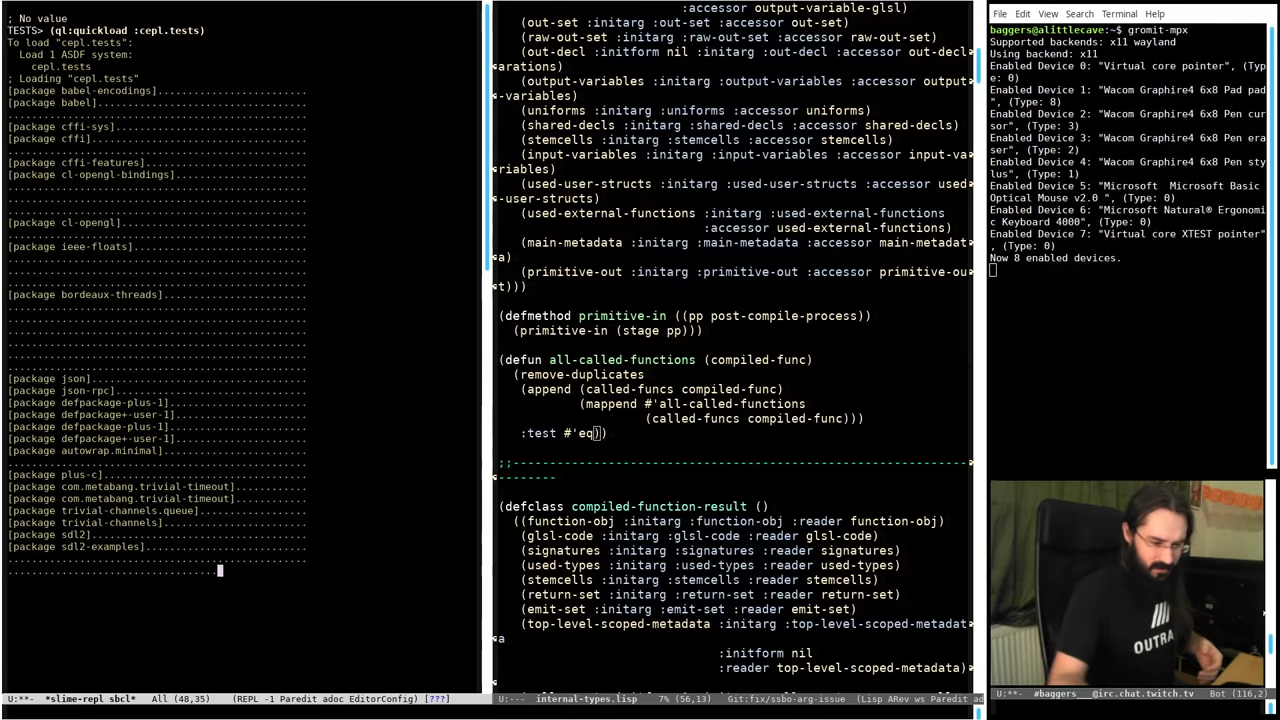 ; No value
TESTS> (ql:quickload :cepl.tests)
To load "cepl.tests":
  Load 1 ASDF system:
    cepl.tests
; Loading "cepl.tests"
[package babel-encodings]..........................
[package babel]....................................
..................................................
[package cffi-sys].................................
[package cffi].....................................
..................................................
[package cffi-features]............................
[package cl-opengl-bindings].......................
..................................................
..................................................
..................................................
[package cl-opengl]................................
..................................................
[package ieee-floats]..............................
..................................................
..................................................
..................................................
[package bordeaux-threads].........................
..................................................
..................................................
..................................................
..................................................
..................................................
..................................................
[package json].....................................
[package json-rpc].................................
[package defpackage-plus-1]........................
[package defpackage+-user-1].......................
[package defpackage-plus-1]........................
[package defpackage+-user-1].......................
[package autowrap.minimal].........................
..................................................
[package plus-c]...................................
[package com.metabang.trivial-timeout].............
[package com.metabang.trivial-timeout].............
[package trivial-channels.queue]...................
[package trivial-channels].........................
[package sdl2].....................................
[package sdl2-examples]............................
..................................................
...................................
U:**-  *slime-repl sbcl*   All (48,35)    (REPL -1 Paredit adoc EditorConfig) [???]
:accessor output-variable-glsl)
(out-set :initarg :out-set :accessor out-set)
(raw-out-set :initarg :raw-out-set :accessor raw-out-set)
(out-decl :initform nil :initarg :out-decl :accessor out-decl
arations)
(output-variables :initarg :output-variables :accessor output
-variables)
(uniforms :initarg :uniforms :accessor uniforms)
(shared-decls :initarg :shared-decls :accessor shared-decls)
(stemcells :initarg :stemcells :accessor stemcells)
(input-variables :initarg :input-variables :accessor input-va
riables)
(used-user-structs :initarg :used-user-structs :accessor used
-user-structs)
(used-external-functions :initarg :used-external-functions
:accessor used-external-functions)
(main-metadata :initarg :main-metadata :accessor main-metadat
a)
(primitive-out :initarg :primitive-out :accessor primitive-ou
t)))
(defmethod primitive-in ((pp post-compile-process))
  (primitive-in (stage pp)))
(defun all-called-functions (compiled-func)
  (remove-duplicates
   (append (called-funcs compiled-func)
           (mappend #'all-called-functions
                    (called-funcs compiled-func)))
   :test #'eq))
;;--------------------------------------------------------------
--------
(defclass compiled-function-result ()
  ((function-obj :initarg :function-obj :reader function-obj)
   (glsl-code :initarg :glsl-code :reader glsl-code)
   (signatures :initarg :signatures :reader signatures)
   (used-types :initarg :used-types :reader used-types)
   (stemcells :initarg :stemcells :reader stemcells)
   (return-set :initarg :return-set :reader return-set)
   (emit-set :initarg :emit-set :reader emit-set)
   (top-level-scoped-metadata :initarg :top-level-scoped-metadat
a
:initform nil
:reader top-level-scoped-metadata)
U:---  internal-types.lisp    7% (56,13)    Git:fix/ssbo-arg-issue  (Lisp ARev ws Paredit ad
File Edit View Search Terminal Help
baggers@alittlecave:~$ gromit-mpx
Supported backends: x11 wayland
Using backend: x11
Enabled Device 0: "Virtual core pointer", (Typ
e: 0)
Enabled Device 1: "Wacom Graphire4 6x8 Pad pad
", (Type: 8)
Enabled Device 2: "Wacom Graphire4 6x8 Pen cur
sor", (Type: 3)
Enabled Device 3: "Wacom Graphire4 6x8 Pen era
ser", (Type: 2)
Enabled Device 4: "Wacom Graphire4 6x8 Pen sty
lus", (Type: 1)
Enabled Device 5: "Microsoft  Microsoft Basic
Optical Mouse v2.0 ", (Type: 0)
Enabled Device 6: "Microsoft Natural® Ergonomi
c Keyboard 4000", (Type: 0)
Enabled Device 7: "Virtual core XTEST pointer"
, (Type: 0)
Now 8 enabled devices.
OUTRA
U:**-  #baggers  _@irc.chat.twitch.tv   Bot (116,2)